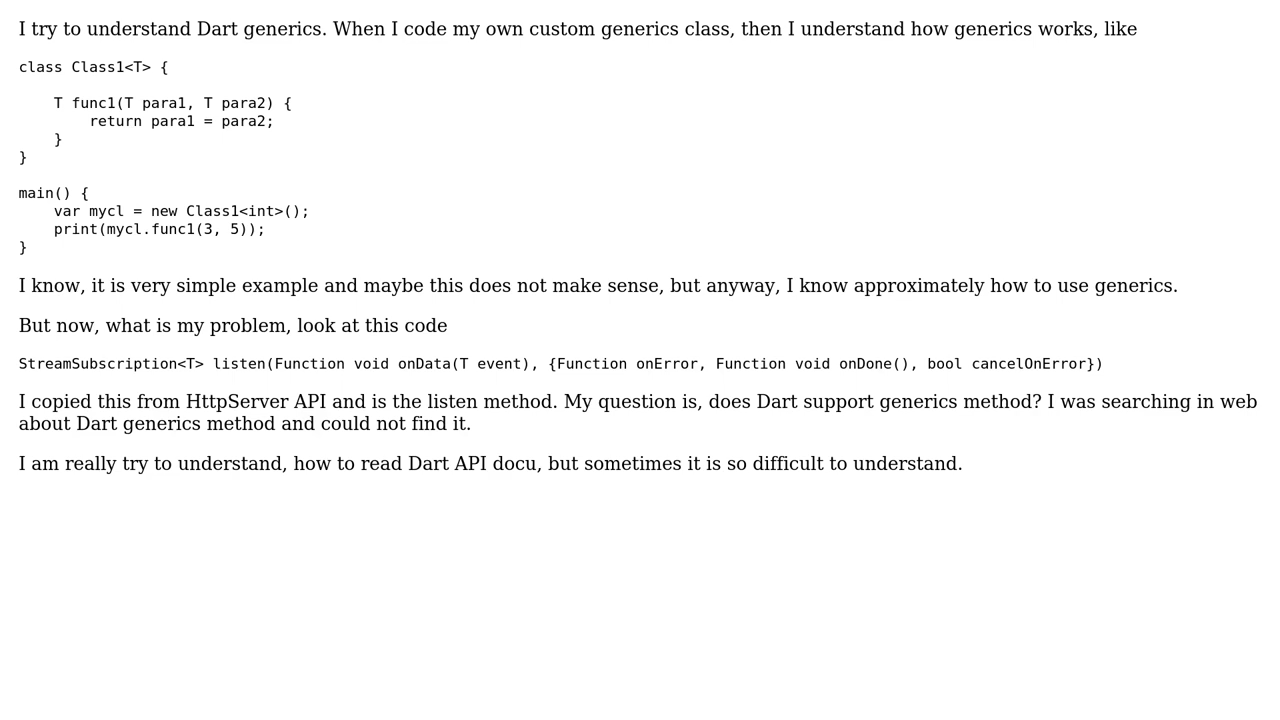 I try to understand Dart generics. When I code my own custom generics class, then I understand how generics works, like
class Class1<T> {
    T func1(T para1, T para2) {
        return para1 = para2;
    }
}
main() {
    var mycl = new Class1<int>();
    print(mycl.func1(3, 5));
}
I know, it is very simple example and maybe this does not make sense, but anyway, I know approximately how to use generics.
But now, what is my problem, look at this code
StreamSubscription<T> listen(Function void onData(T event), {Function onError, Function void onDone(), bool cancelOnError})
I copied this from HttpServer API and is the listen method. My question is, does Dart support generics method? I was searching in web
about Dart generics method and could not find it.
I am really try to understand, how to read Dart API docu, but sometimes it is so difficult to understand.